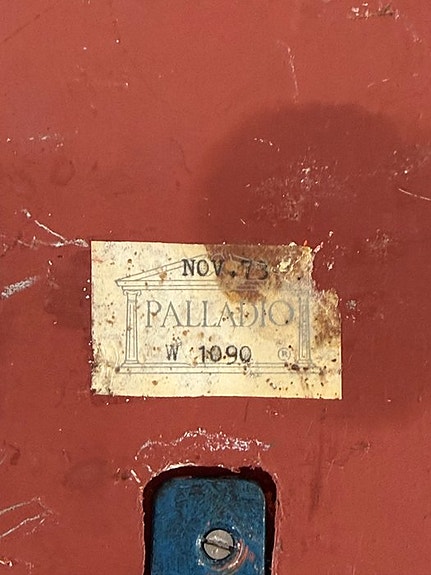 NOV.73
PALLADIO
W 1090
®